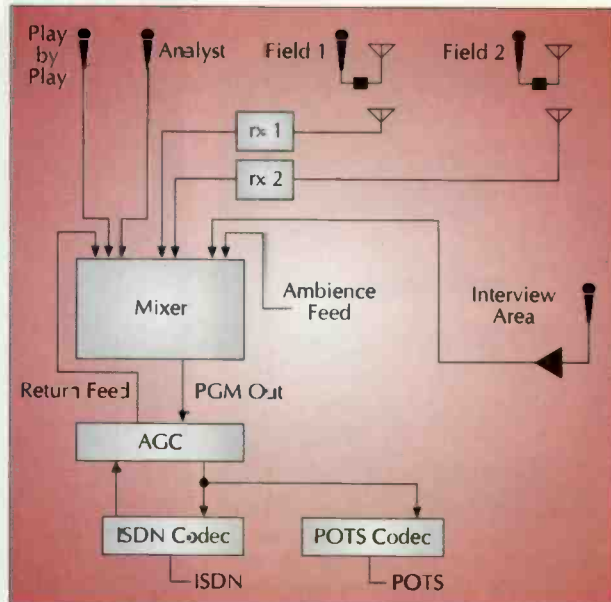 Play
by
Play
Analyst
Field 1
Field 2
rx 1
rx 2
Mixer
Ambience
Feed
Interview
Area
Return Feed
PGM Out
AGC
ISDN Codec
POTS Codec
ISDN
POTS